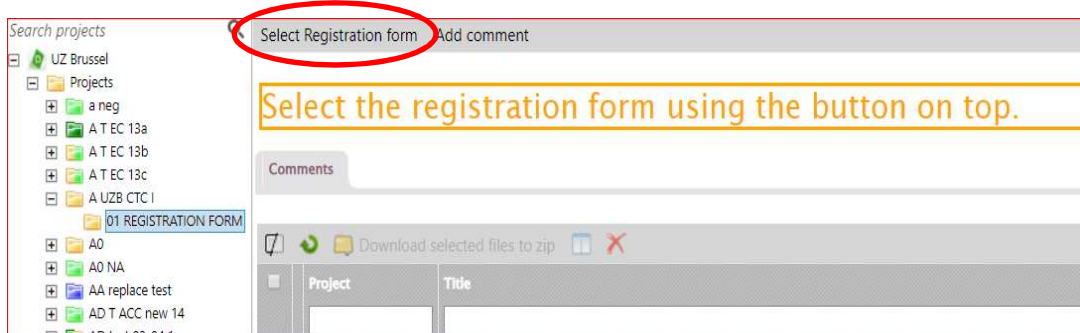 Search projects
Select Registration form Add comment
UZ Brussel
Projects
a neg
A T EC 13a
A T EC 13b
A T EC 13c
A UZB CTC I
01 REGISTRATION FORM
A0
A0 NA
AA replace test
AD T ACC new 14
Select the registration form using the button on top.
Comments
Download selected files to zip
Project Title